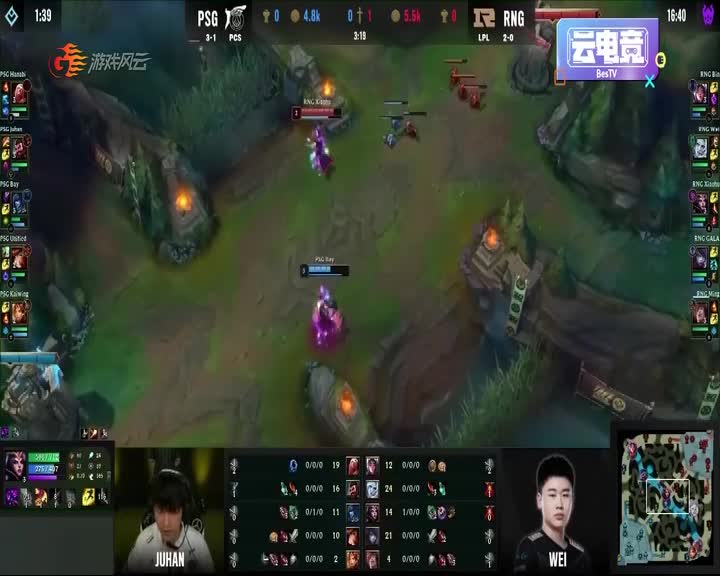 1:39
PSG
3-1
PCS
0
4.8k
0
1
5.5k
0
3:19
RNG
LPL
2-0
16:40
游戏风云
云电竞
BesTV
PSG Hanabi
PSG Juhan
PSG Bay
PSG Unified
PSG Kaiwing
RNG Xiaohu
PSG Bay
RNG Bin
RNG Wei
RNG Xiaohu
RNG GALA
RNG Ming
0/0/0 19 12 0/0/0
0/0/0 16 24 0/0/0
0/1/0 11 14 1/0/0
0/0/0 10 21 0/0/0
0/0/0 2 4 0/0/0
JUHAN
WEI